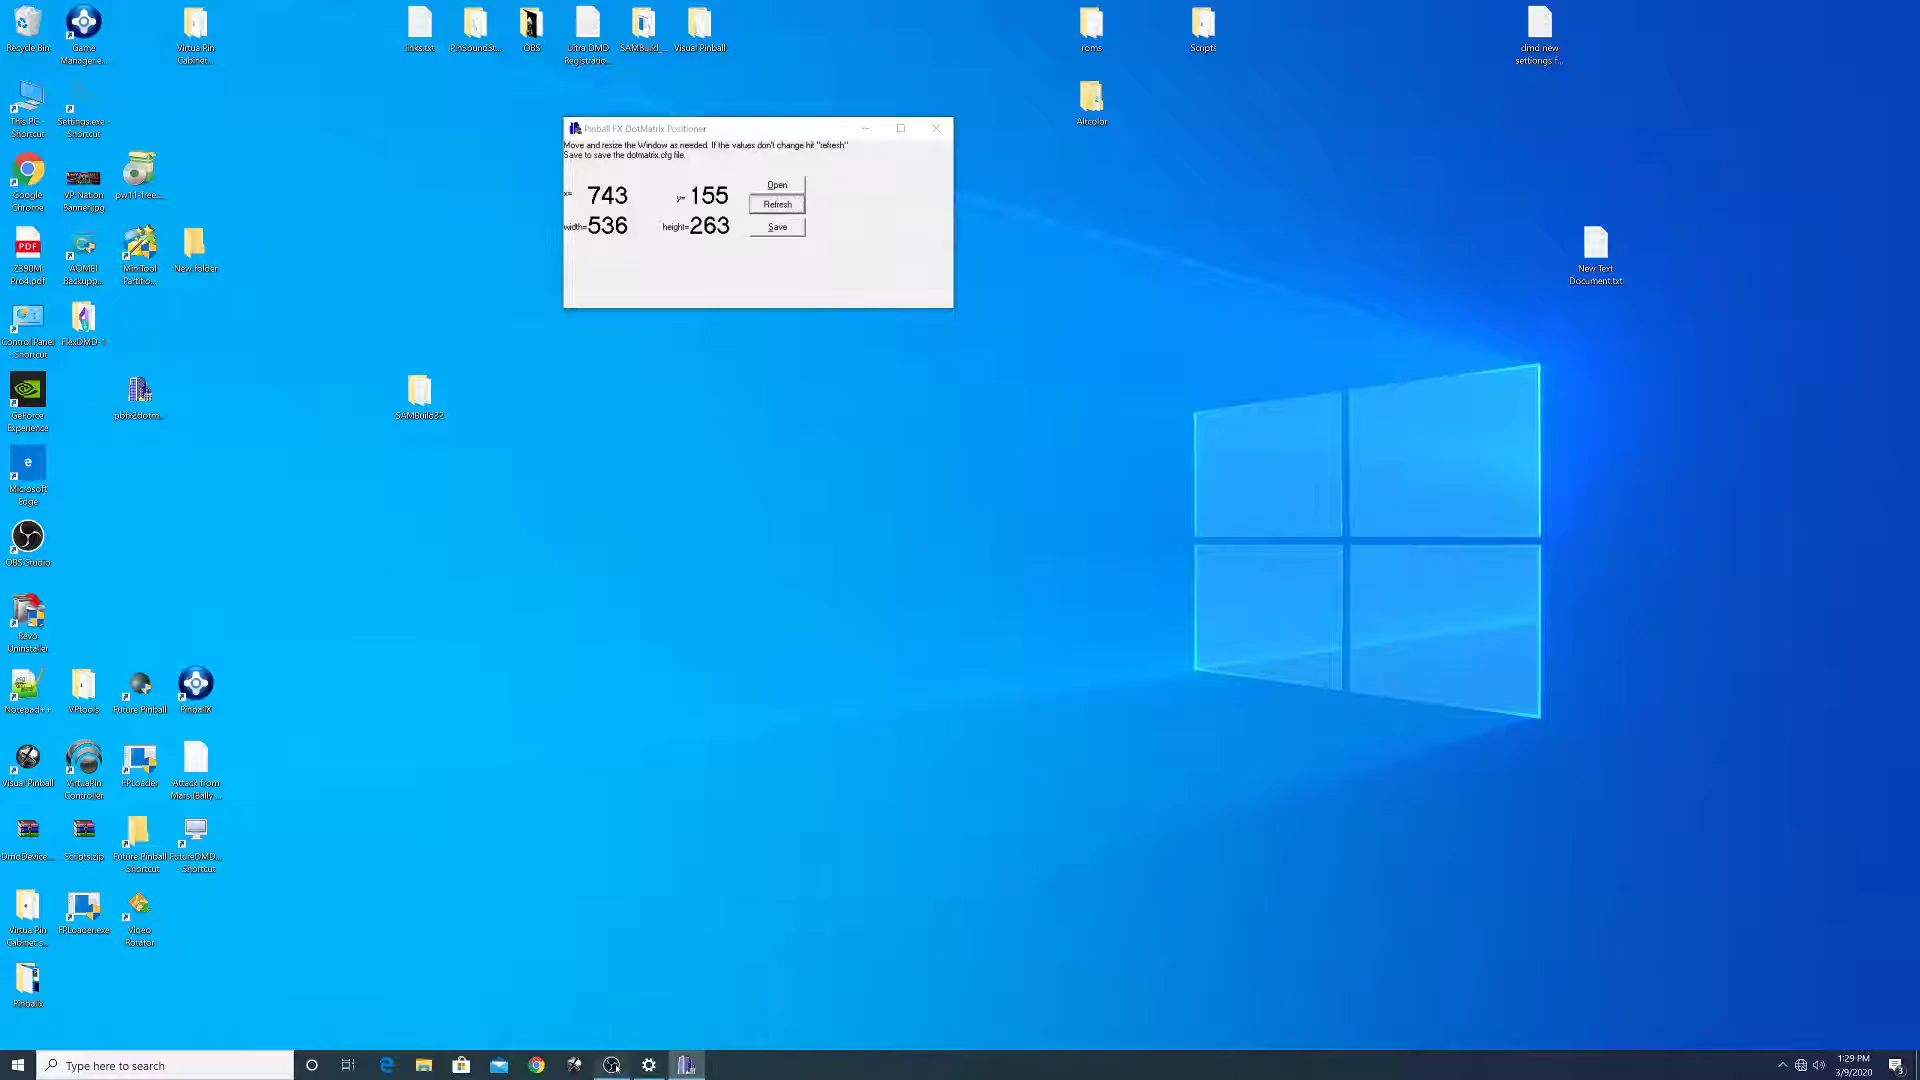 Recycle Bin
Game
Manager-e...
Virtua Pin
Cabinet...
links.txt
PinSoundSt...
OBS
Ultra DMD
Registratio...
SAMBuild_...
Visual Pinball
roms
Scripts
dmd new
settiongs f...
This PC -
Shortcut
Settings.exe -
Shortcut
Altcolor
Pinball FX DotMatrix Positioner
Move and resize the Window as needed. If the values don't change hit "refresh"
Save to save the dotmatrix.cfg file.
x= 743
y= 155
Open
Refresh
width= 536
height= 263
Save
Google
Chrome
VP Nation
Banner.jpg
pw11-free...
Z390M
Pro4.pdf
AOMEI
Backupp...
MiniTool
Partitio...
New folder
New Text
Document.txt
Control Panel
- Shortcut
FlexDMD-1
GeForce
Experience
pbfx2dotm...
SAMBuild32
Microsoft
Edge
OBS Studio
Revo
Uninstaller
Notepad++
VPtools
Future Pinball
PinballX
Visual Pinball
VirtuaPin
Controller
FPLoader
Attack from
Mars (Bally...
DmdDevice...
Scripts.zip
Future Pinball
- Shortcut
FutureDMD...
- Shortcut
Virtua Pin
Cabinet s...
FPLoader.exe
Video
Rotator
PinballX
Type here to search
1:29 PM
3/9/2020
3